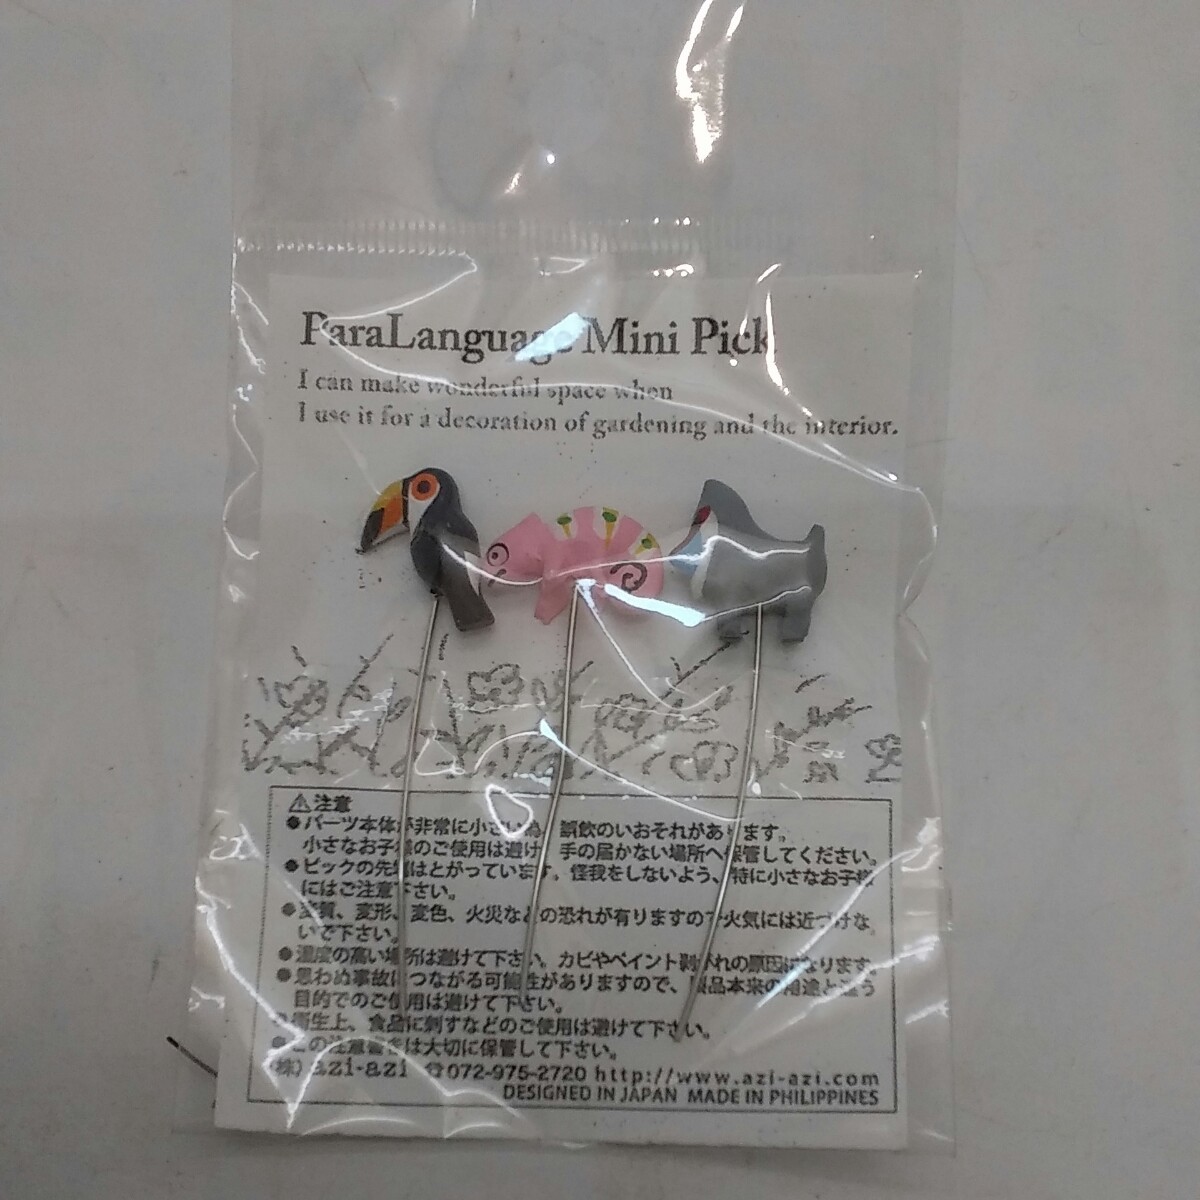 ParaLanguage Mini Pick
I can make wonderful space when
I use it for a decoration of gardening and the interior.
⚠注意
●パーツ本体が非常に小さい為、誤飲のいおそれがあります。
小さなお子様のご使用は避け 手の届かない場所へ保管してください。
●ピックの先端はとがっています。怪我をしないよう、特に小さなお子様
にはご注意下さい。
●変質、変形、変色、火災などの恐れが有りますので火気には近づけな
いで下さい。
●湿度の高い場所は避けて下さい。カビやペイント剥がれの原因になります。
●思わぬ事故につながる可能性がありますので、製品本来の用途と違う
目的でのご使用は避けて下さい。
●衛生上、食品に刺すなどのご使用は避けて下さい。
●この注意書きは大切に保管して下さい。
(株) azi-azi ☎072-975-2720 http://www.azi-azi.com
DESIGNED IN JAPAN MADE IN PHILIPPINES